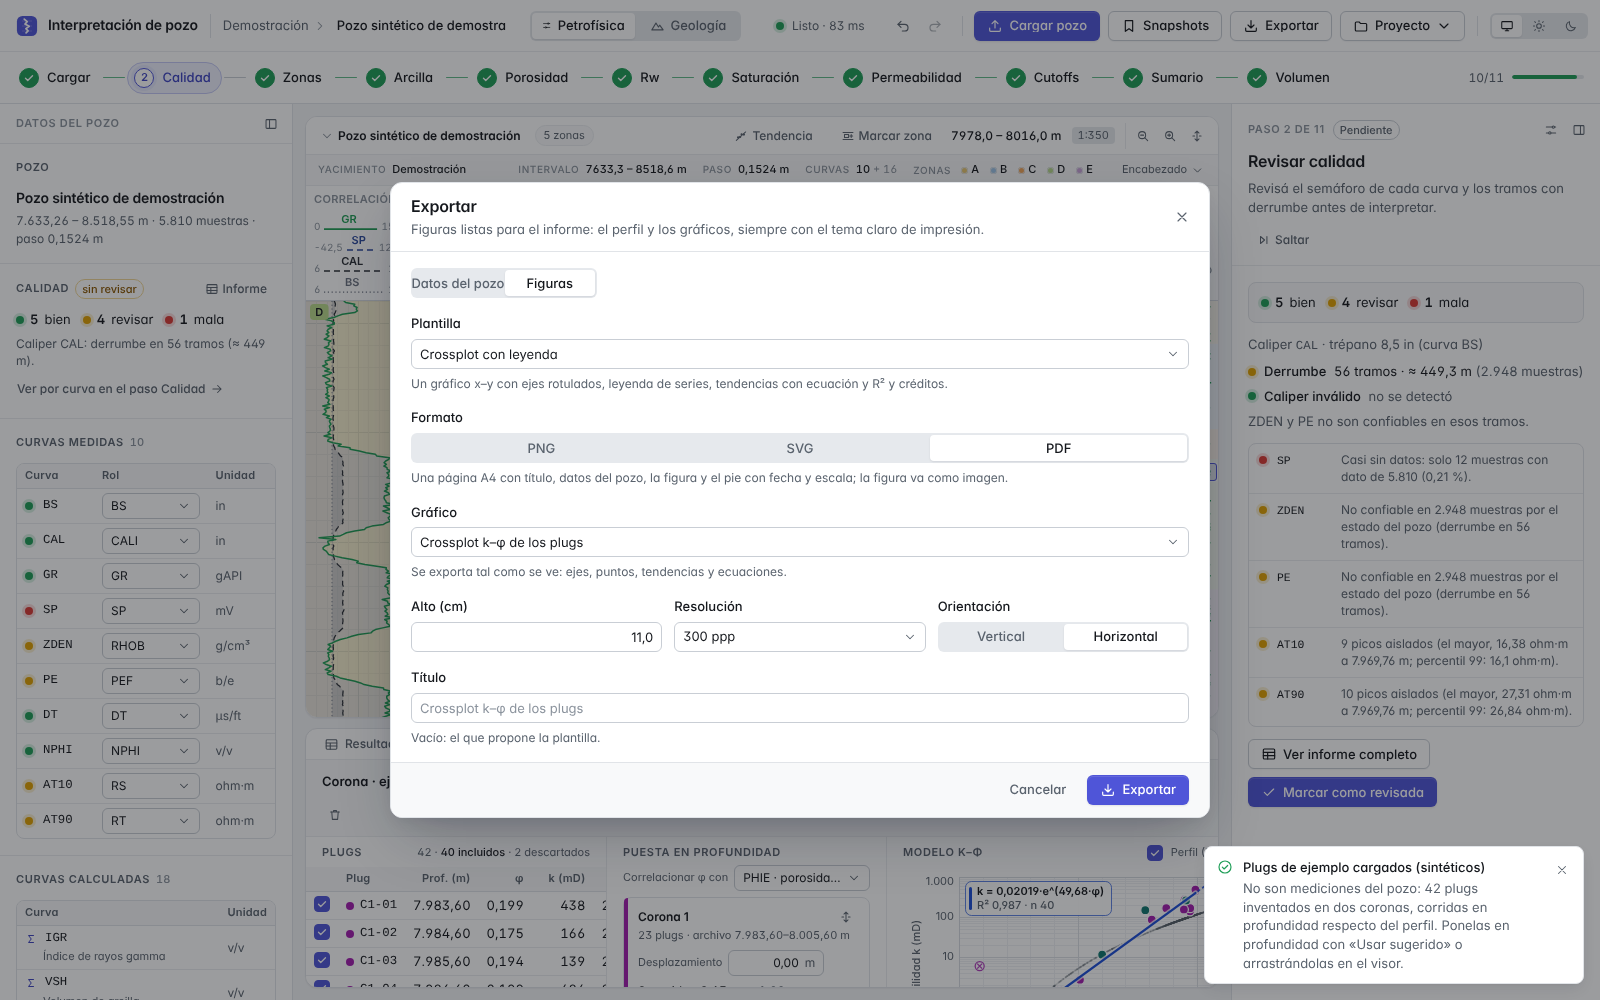 Interpretación de pozo
Demostración
Pozo sintético de demostra
Petrofísica
Geología
Listo · 83 ms
Cargar pozo
Snapshots
Exportar
Proyecto
Cargar
2
Calidad
Zonas
Arcilla
Porosidad
Rw
Saturación
Permeabilidad
Cutoffs
Sumario
Volumen
10/11
DATOS DEL POZO
POZO
Pozo sintético de demostración
7.633,26 – 8.518,55 m · 5.810 muestras ·
paso 0,1524 m
CALIDAD
sin revisar
Informe
5 bien
4 revisar
1 mala
Caliper CAL: derrumbe en 56 tramos (≈ 449
m).
Ver por curva en el paso Calidad →
CURVAS MEDIDAS 10
Curva Rol Unidad
BS BS in
CAL CALI in
GR GR gAPI
SP SP mV
ZDEN RHOB g/cm³
PE PEF b/e
DT DT µs/ft
NPHI NPHI v/v
AT10 RS ohm·m
AT90 RT ohm·m
CURVAS CALCULADAS 18
Curva Unidad
Σ IGR v/v
Índice de rayos gamma
Σ VSH v/v
Pozo sintético de demostración
5 zonas
Tendencia
Marcar zona
7978,0 – 8016,0 m
1:350
YACIMIENTO Demostración
INTERVALO 7633,3 – 8518,6 m
PASO 0,1524 m
CURVAS 10 + 16
ZONAS A B C D E
Encabezado
CORRELACIÓ
0 GR
-42,5 SP
6 CAL
6 BS
D
Exportar
Figuras listas para el informe: el perfil y los gráficos, siempre con el tema claro de impresión.
Datos del pozo
Figuras
Plantilla
Crossplot con leyenda
Un gráfico x–y con ejes rotulados, leyenda de series, tendencias con ecuación y R² y créditos.
Formato
PNG
SVG
PDF
Una página A4 con título, datos del pozo, la figura y el pie con fecha y escala; la figura va como imagen.
Gráfico
Crossplot k–φ de los plugs
Se exporta tal como se ve: ejes, puntos, tendencias y ecuaciones.
Alto (cm)
11,0
Resolución
300 ppp
Orientación
Vertical
Horizontal
Título
Crossplot k–φ de los plugs
Vacío: el que propone la plantilla.
Cancelar
Exportar
Corona · ej
PLUGS
42 · 40 incluidos · 2 descartados
Plug Prof. (m) φ k (mD)
C1-01 7.983,60 0,199 438
C1-02 7.984,60 0,175 166
C1-03 7.985,60 0,194 139
PUESTA EN PROFUNDIDAD
Correlacionar φ con
PHIE · porosida...
Corona 1
23 plugs · archivo 7.983,60–8.005,60 m
Desplazamiento
0,00 m
MODELO K–Φ
Perfil
1.000
100
10
k = 0,02019·e^(49,68·φ)
R² 0,987 · n 40
PASO 2 DE 11
Pendiente
Revisar calidad
Revisá el semáforo de cada curva y los tramos con
derrumbe antes de interpretar.
Saltar
5 bien
4 revisar
1 mala
Caliper CAL · trépano 8,5 in (curva BS)
Derrumbe 56 tramos · ≈ 449,3 m (2.948 muestras)
Caliper inválido no se detectó
ZDEN y PE no son confiables en esos tramos.
SP Casi sin datos: solo 12 muestras con
dato de 5.810 (0,21 %).
ZDEN No confiable en 2.948 muestras por el
estado del pozo (derrumbe en 56
tramos).
PE No confiable en 2.948 muestras por el
estado del pozo (derrumbe en 56
tramos).
AT10 9 picos aislados (el mayor, 16,38 ohm·m
a 7.969,76 m; percentil 99: 16,1 ohm·m).
AT90 10 picos aislados (el mayor, 27,31 ohm·m
a 7.969,76 m; percentil 99: 26,84 ohm·m).
Ver informe completo
Marcar como revisada
Plugs de ejemplo cargados (sintéticos)
No son mediciones del pozo: 42 plugs
inventados en dos coronas, corridas en
profundidad respecto del perfil. Ponelas en
profundidad con «Usar sugerido» o
arrastrándolas en el visor.